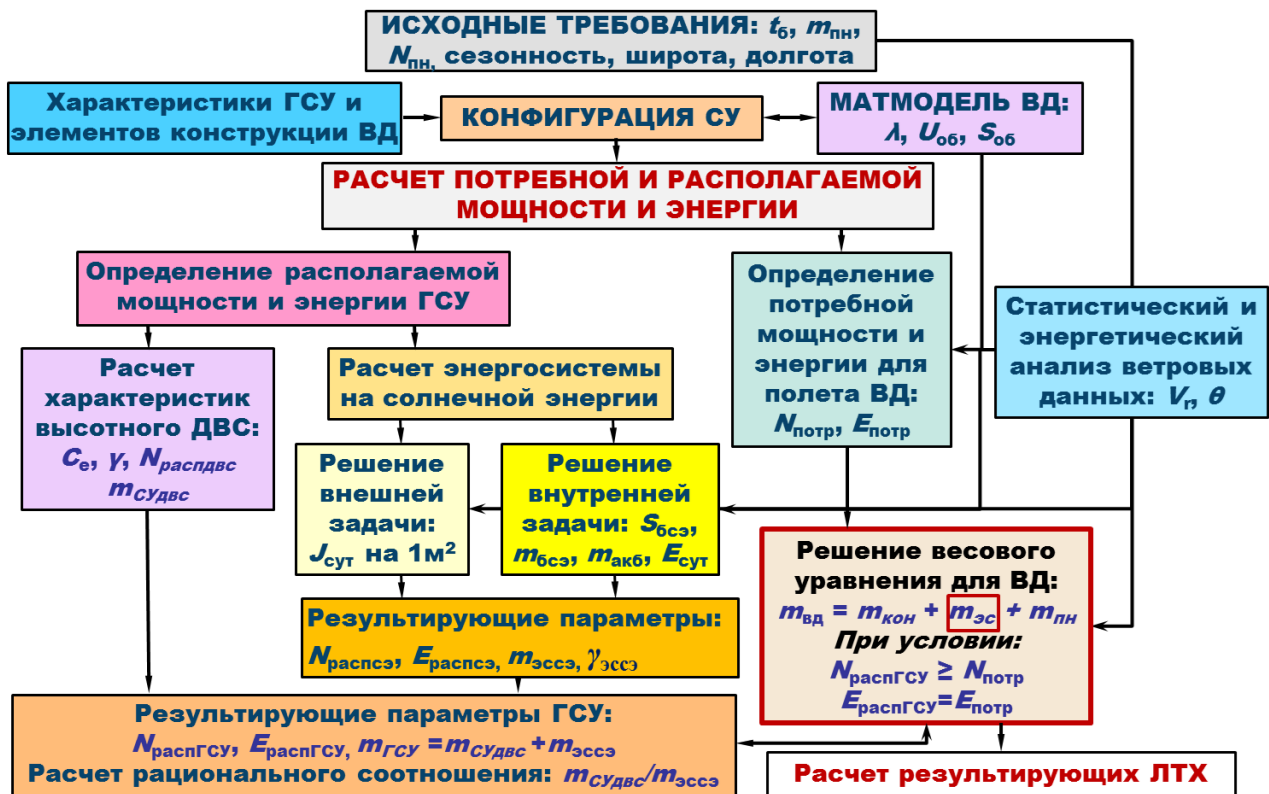 ИСХОДНЫЕ ТРЕБОВАНИЯ: tб, mпн,
Nпн, сезонность, широта, долгота
Характеристики ГСУ и
элементов конструкции ВД
КОНФИГУРАЦИЯ СУ
МАТМОДЕЛЬ ВД:
λ, Uоб, Sоб
РАСЧЕТ ПОТРЕБНОЙ И РАСПОЛАГАЕМОЙ
МОЩНОСТИ И ЭНЕРГИИ
Определение располагаемой
мощности и энергии ГСУ
Определение
потребной
мощности и
энергии для
полета ВД:
Nпотр, Eпотр
Статистический и
энергетический
анализ ветровых
данных: Vг, θ
Расчет
характеристик
высотного ДВС:
Cе, γ, Nраспдвс
mСУдвс
Расчет энергосистемы
на солнечной энергии
Решение
внешней
задачи:
Jсут на 1м²
Решение
внутренней
задачи: Sбсэ,
mбсэ, mакб, Eсут
Решение весового
уравнения для ВД:
mвд = mкон + mэс + mпн
При условии:
NраспГСУ ≥ Nпотр
EраспГСУ=Eпотр
Результирующие параметры:
Nраспсэ, Eраспсэ, mэссэ, γэссэ
Результирующие параметры ГСУ:
NраспГСУ, EраспГСУ, mГСУ =mСУдвс+mэссэ
Расчет рационального соотношения: mСУдвс/mэссэ
Расчет результирующих ЛТХ